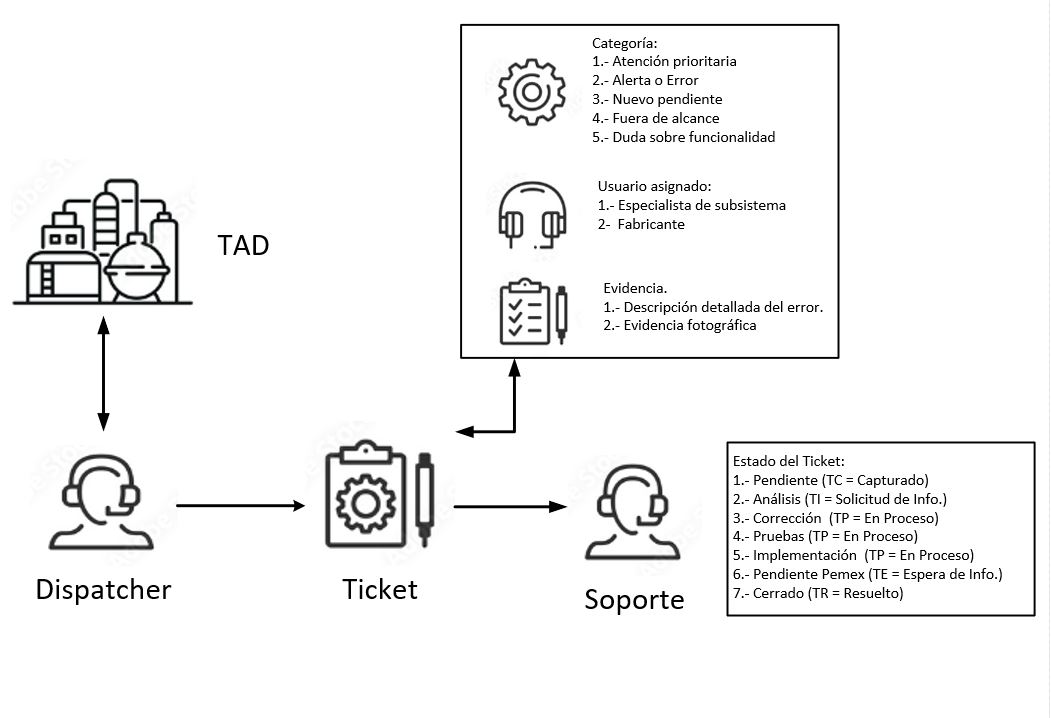 Categoría:
1.- Atención prioritaria
2.- Alerta o Error
3.- Nuevo pendiente
4.- Fuera de alcance
5.- Duda sobre funcionalidad
Usuario asignado:
1.- Especialista de subsistema
2- Fabricante
Evidencia.
1.- Descripción detallada del error.
2.- Evidencia fotográfica
TAD
Dispatcher
Ticket
Soporte
Estado del Ticket:
1.- Pendiente (TC = Capturado)
2.- Análisis (TI = Solicitud de Info.)
3.- Corrección (TP = En Proceso)
4.- Pruebas (TP = En Proceso)
5.- Implementación (TP = En Proceso)
6.- Pendiente Pemex (TE = Espera de Info.)
7.- Cerrado (TR = Resuelto)